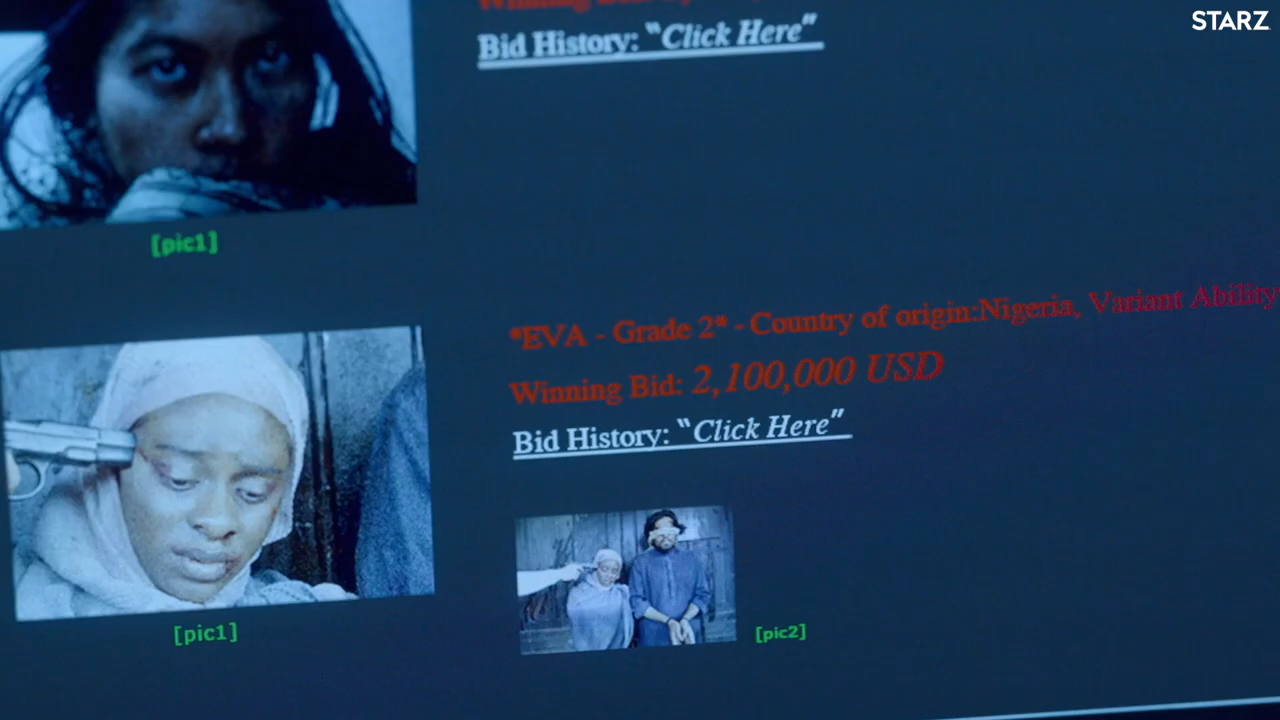 STARZ
Bid History: "Click Here"
[pic1]
*EVA - Grade 2* - Country of origin:Nigeria, Variant Ability
Winning Bid: 2,100,000 USD
Bid History: "Click Here"
[pic1]
[pic2]